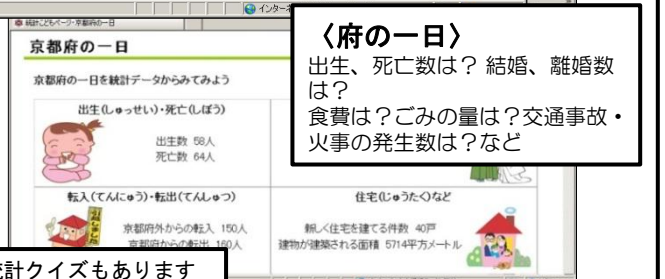 インターネ
統計こどもページ・京都府の一日
京都府の一日
京都府の一日を統計データからみてみよう
出生(しゅっせい)・死亡(しぼう)
出生数 58人
死亡数 64人
〈府の一日〉
出生、死亡数は？ 結婚、離婚数
は？
食費は？ごみの量は？交通事故・
火事の発生数は？など
転入(てんにゅう)・転出(てんしゅつ)
引越しました
京都府外からの転入 150人
京都府からの転出 160人
住宅(じゅうたく)など
新しく住宅を建てる件数 40戸
建物が建築される面積 5714平方メートル
統計クイズもあります